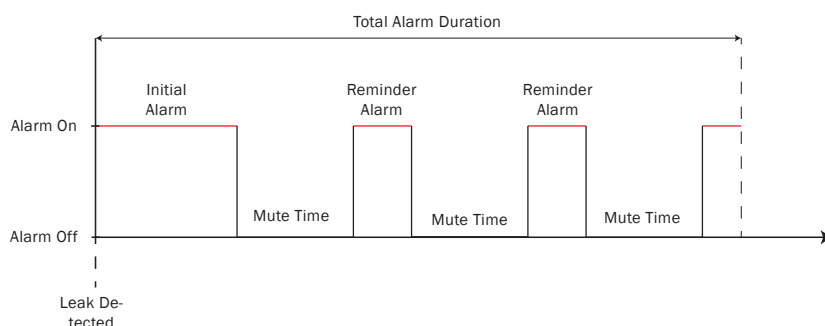 Total Alarm Duration
Initial
Alarm
Reminder
Alarm
Reminder
Alarm
Alarm On
Mute Time
Mute Time
Mute Time
Alarm Off
Leak De-
tected